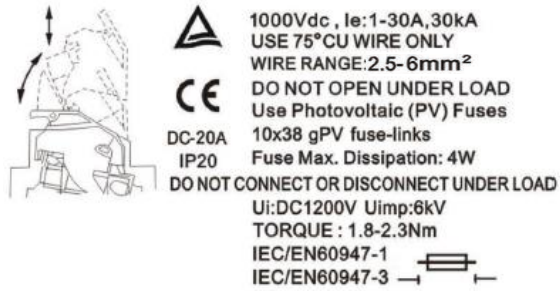 1000Vdc , Ie:1-30A,30kA
USE 75°CU WIRE ONLY
WIRE RANGE:2.5-6mm²
CE
DO NOT OPEN UNDER LOAD
Use Photovoltaic (PV) Fuses
DC-20A
10x38 gPV fuse-links
IP20
Fuse Max. Dissipation: 4W
DO NOT CONNECT OR DISCONNECT UNDER LOAD
Ui:DC1200V Uimp:6kV
TORQUE : 1.8-2.3Nm
IEC/EN60947-1
IEC/EN60947-3